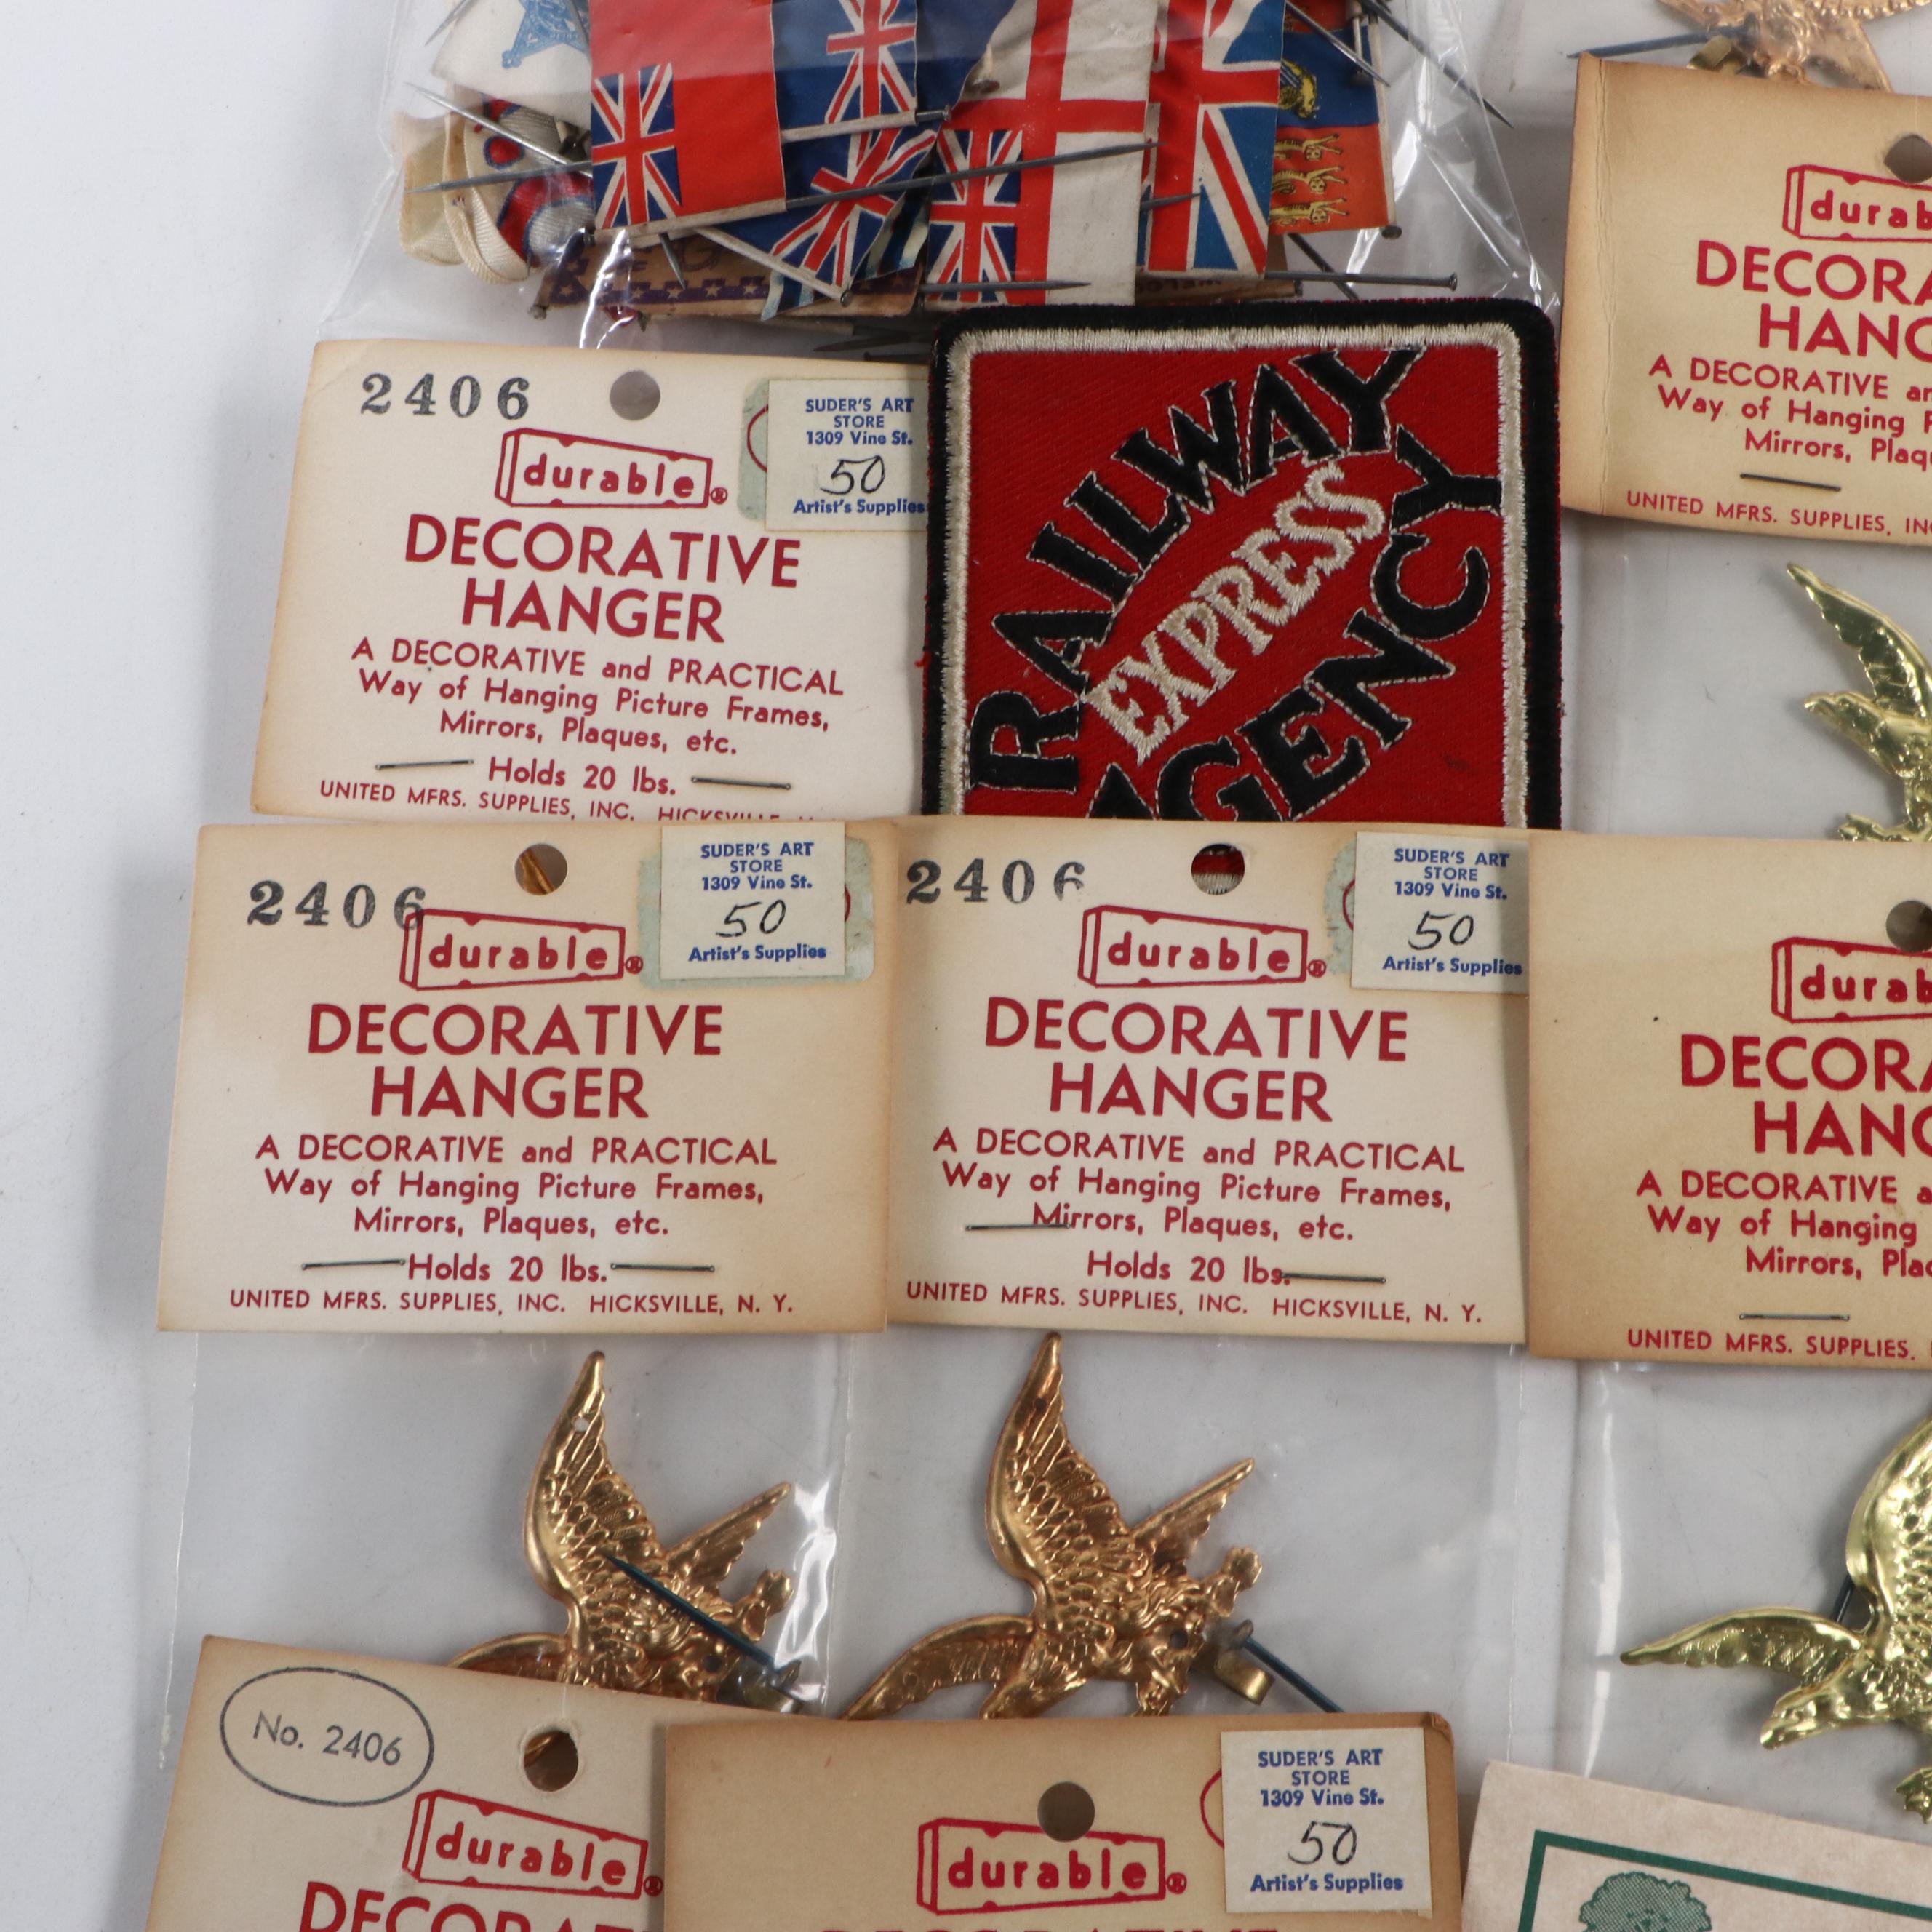 2406
durable®
SUDER'S ART
STORE
1309 Vine St.
50
Artist's Supplies
DECORATIVE
HANGER
A DECORATIVE and PRACTICAL
Way of Hanging Picture Frames,
Mirrors, Plaques, etc.
Holds 20 lbs.
UNITED MFRS. SUPPLIES, INC. HICKSVILLE
RAILWAY
EXPRESS
AGENCY
durab
DECORA
HANG
A DECORATIVE an
Way of Hanging P
Mirrors, Plaqu
UNITED MFRS. SUPPLIES, INC
2406
durable®
SUDER'S ART
STORE
1309 Vine St.
50
Artist's Supplies
DECORATIVE
HANGER
A DECORATIVE and PRACTICAL
Way of Hanging Picture Frames,
Mirrors, Plaques, etc.
Holds 20 lbs.
UNITED MFRS. SUPPLIES, INC. HICKSVILLE, N. Y.
2406
durable®
SUDER'S ART
STORE
1309 Vine St.
50
Artist's Supplies
DECORATIVE
HANGER
A DECORATIVE and PRACTICAL
Way of Hanging Picture Frames,
Mirrors, Plaques, etc.
Holds 20 lbs.
UNITED MFRS. SUPPLIES, INC. HICKSVILLE, N. Y.
durab
DECORA
HANG
A DECORATIVE a
Way of Hanging
Mirrors, Plac
UNITED MFRS. SUPPLIES,
No. 2406
durable®
DECORAT
durable®
SUDER'S ART
STORE
1309 Vine St.
50
Artist's Supplies
DECORATIVE